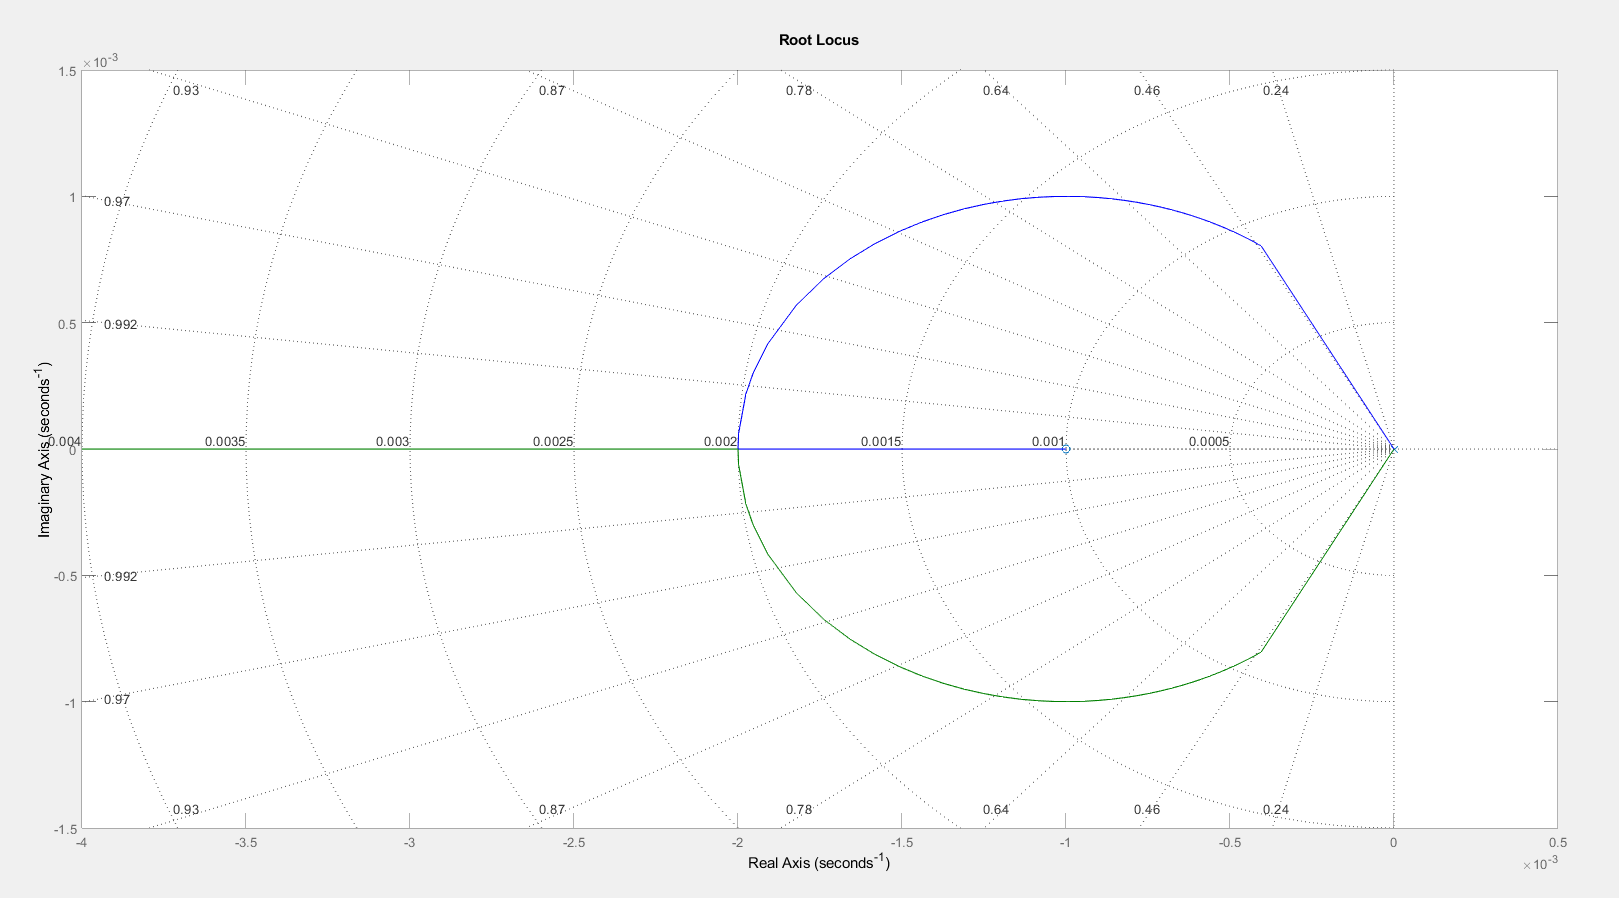 Root Locus
×10^-3
1.5
0.93 0.87 0.78 0.64 0.46 0.24
1
0.97
0.5
0.992
Imaginary Axis (seconds^-1)
0
0.004 0.0035 0.003 0.0025 0.002 0.0015 0.001 0.0005
-0.5
0.992
-1
0.97
0.93 0.87 0.78 0.64 0.46 0.24
-1.5
-4 -3.5 -3 -2.5 -2 -1.5 -1 -0.5 0 0.5
Real Axis (seconds^-1)
×10^-3